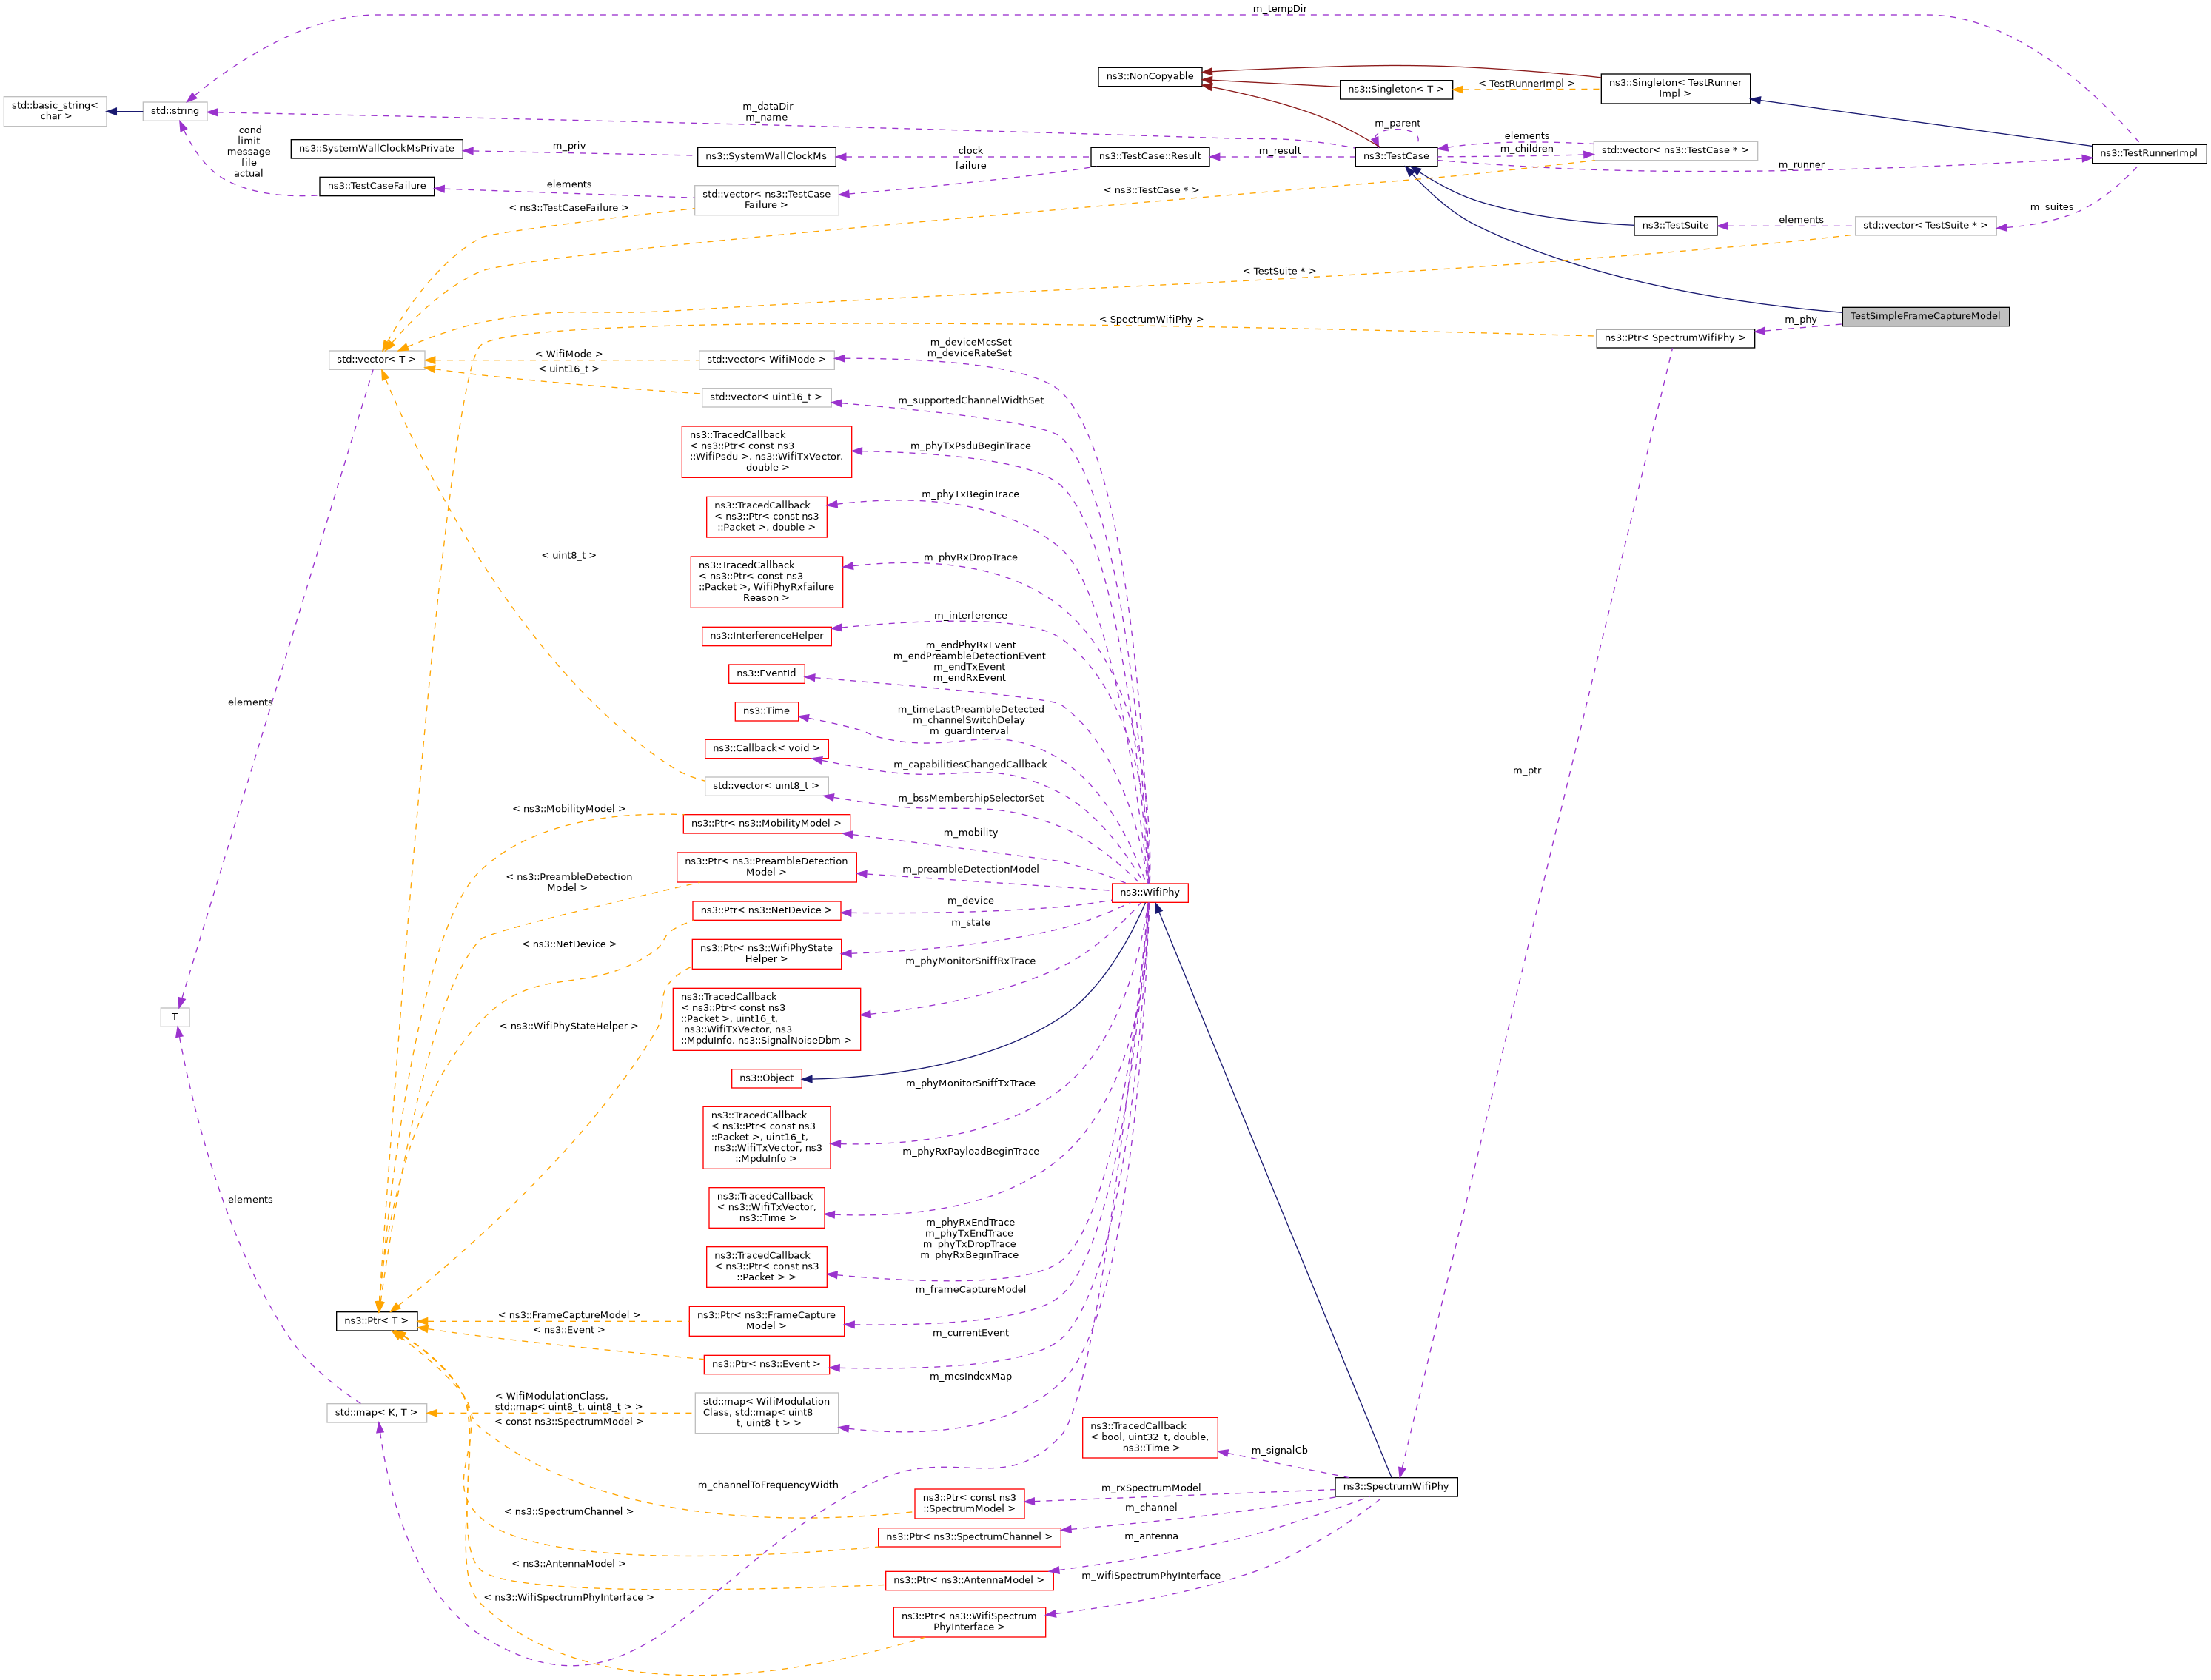 m_tempDir
ns3::NonCopyable
ns3::Singleton< T >
< TestRunnerImpl >
ns3::Singleton< TestRunner
Impl >
std::basic_string<
char >
std::string
m_dataDir
m_name
m_parent
cond
limit
message
file
actual
ns3::SystemWallClockMsPrivate
m_priv
ns3::SystemWallClockMs
clock
failure
ns3::TestCase::Result
m_result
ns3::TestCase
elements
m_children
std::vector< ns3::TestCase * >
m_runner
ns3::TestRunnerImpl
ns3::TestCaseFailure
elements
std::vector< ns3::TestCase
Failure >
< ns3::TestCase * >
< ns3::TestCaseFailure >
m_suites
ns3::TestSuite
elements
std::vector< TestSuite * >
< TestSuite * >
TestSimpleFrameCaptureModel
m_phy
< SpectrumWifiPhy >
ns3::Ptr< SpectrumWifiPhy >
std::vector< T >
< WifiMode >
< uint16_t >
std::vector< WifiMode >
m_deviceMcsSet
m_deviceRateSet
std::vector< uint16_t >
m_supportedChannelWidthSet
ns3::TracedCallback
< ns3::Ptr< const ns3
::WifiPsdu >, ns3::WifiTxVector,
double >
m_phyTxPsduBeginTrace
ns3::TracedCallback
< ns3::Ptr< const ns3
::Packet >, double >
m_phyTxBeginTrace
< uint8_t >
ns3::TracedCallback
< ns3::Ptr< const ns3
::Packet >, WifiPhyRxfailure
Reason >
m_phyRxDropTrace
ns3::InterferenceHelper
m_interference
ns3::EventId
m_endPhyRxEvent
m_endPreambleDetectionEvent
m_endTxEvent
m_endRxEvent
elements
ns3::Time
m_timeLastPreambleDetected
m_channelSwitchDelay
m_guardInterval
ns3::Callback< void >
m_capabilitiesChangedCallback
m_ptr
std::vector< uint8_t >
m_bssMembershipSelectorSet
< ns3::MobilityModel >
ns3::Ptr< ns3::MobilityModel >
m_mobility
< ns3::PreambleDetection
Model >
ns3::Ptr< ns3::PreambleDetection
Model >
m_preambleDetectionModel
ns3::WifiPhy
ns3::Ptr< ns3::NetDevice >
m_device
< ns3::NetDevice >
m_state
ns3::Ptr< ns3::WifiPhyState
Helper >
m_phyMonitorSniffRxTrace
T
< ns3::WifiPhyStateHelper >
ns3::TracedCallback
< ns3::Ptr< const ns3
::Packet >, uint16_t,
ns3::WifiTxVector, ns3
::MpduInfo, ns3::SignalNoiseDbm >
ns3::Object
m_phyMonitorSniffTxTrace
ns3::TracedCallback
< ns3::Ptr< const ns3
::Packet >, uint16_t,
ns3::WifiTxVector, ns3
::MpduInfo >
m_phyRxPayloadBeginTrace
elements
ns3::TracedCallback
< ns3::WifiTxVector,
ns3::Time >
m_phyRxEndTrace
m_phyTxEndTrace
m_phyTxDropTrace
m_phyRxBeginTrace
ns3::TracedCallback
< ns3::Ptr< const ns3
::Packet > >
m_frameCaptureModel
ns3::Ptr< T >
< ns3::FrameCaptureModel >
< ns3::Event >
ns3::Ptr< ns3::FrameCapture
Model >
m_currentEvent
ns3::Ptr< ns3::Event >
m_mcsIndexMap
std::map< K, T >
< WifiModulationClass,
std::map< uint8_t, uint8_t > >
< const ns3::SpectrumModel >
std::map< WifiModulation
Class, std::map< uint8
_t, uint8_t > >
ns3::TracedCallback
< bool, uint32_t, double,
ns3::Time >
m_signalCb
m_channelToFrequencyWidth
ns3::SpectrumWifiPhy
m_rxSpectrumModel
ns3::Ptr< const ns3
::SpectrumModel >
m_channel
< ns3::SpectrumChannel >
ns3::Ptr< ns3::SpectrumChannel >
m_antenna
< ns3::AntennaModel >
ns3::Ptr< ns3::AntennaModel >
m_wifiSpectrumPhyInterface
< ns3::WifiSpectrumPhyInterface >
ns3::Ptr< ns3::WifiSpectrum
PhyInterface >